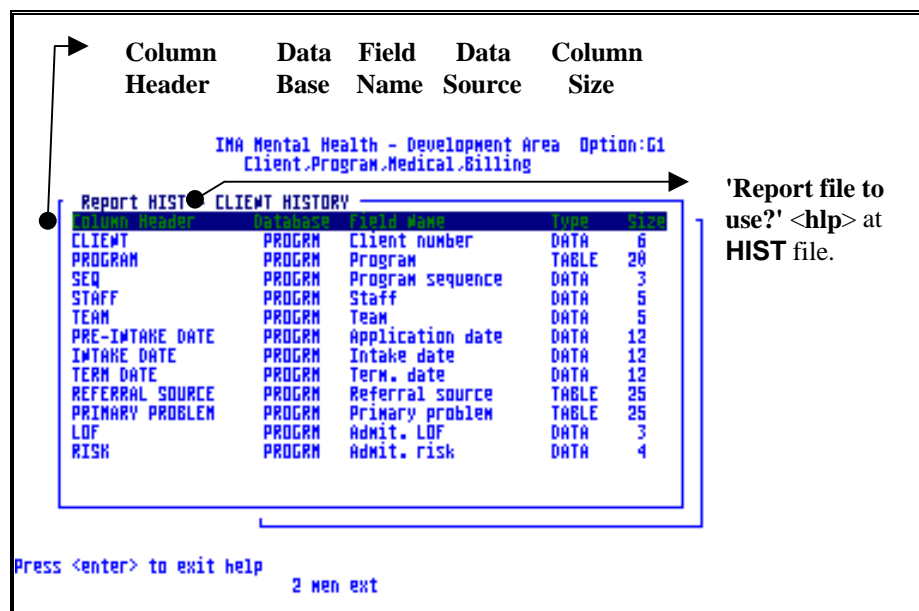 Column Data Field Data Column
Header Base Name Source Size
IMA Mental Health - Development Area Option:G1
Client,Program,Medical,Billing
Report HIST - CLIENT HISTORY
Column Header Database Field Name Type Size
CLIENT PROGRM Client number DATA 6
PROGRAM PROGRM Program TABLE 20
SEQ PROGRM Program sequence DATA 3
STAFF PROGRM Staff DATA 5
TEAM PROGRM Team DATA 5
PRE-INTAKE DATE PROGRM Application date DATA 12
INTAKE DATE PROGRM Intake date DATA 12
TERM DATE PROGRM Term. date DATA 12
REFERRAL SOURCE PROGRM Referral source TABLE 25
PRIMARY PROBLEM PROGRM Primary problem TABLE 25
LOF PROGRM Admit. LOF DATA 3
RISK PROGRM Admit. risk DATA 4
Press <enter> to exit help
2 men ext
'Report file to
use?' <hlp> at
HIST file.